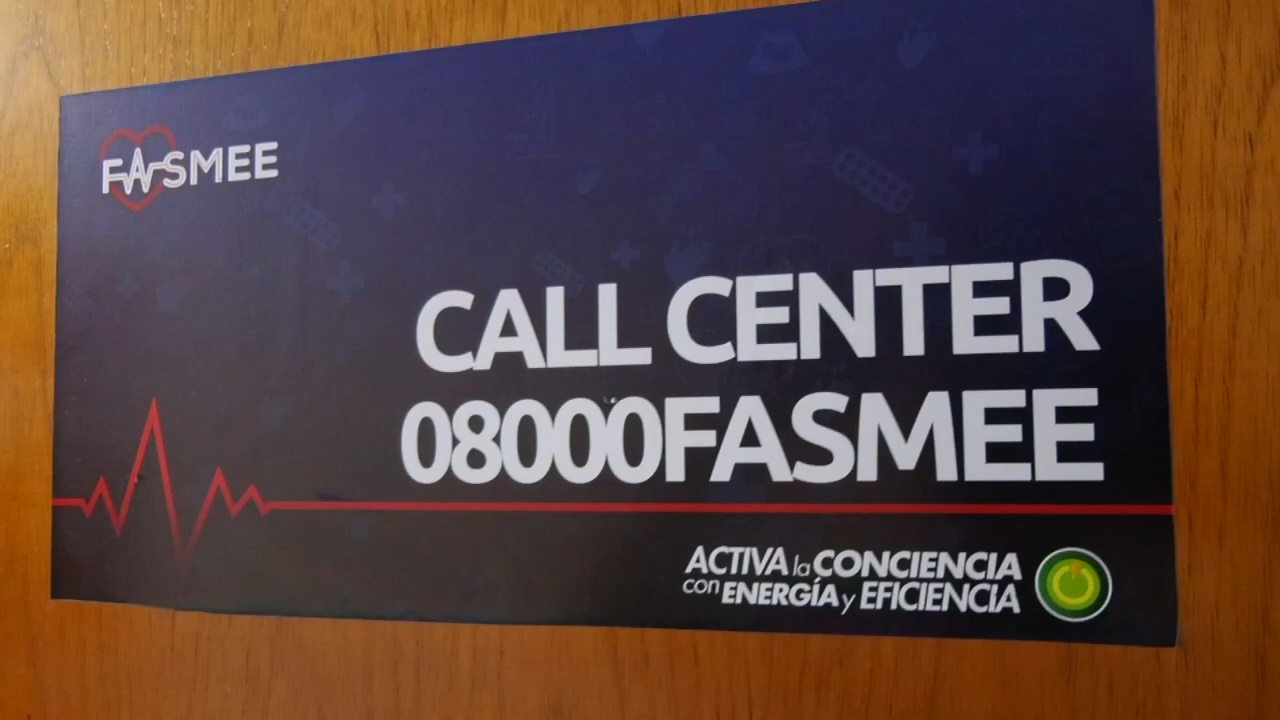 FASMEE
CALL CENTER
08000FASMEE
ACTIVA la CONCIENCIA
con ENERGÍA y EFICIENCIA